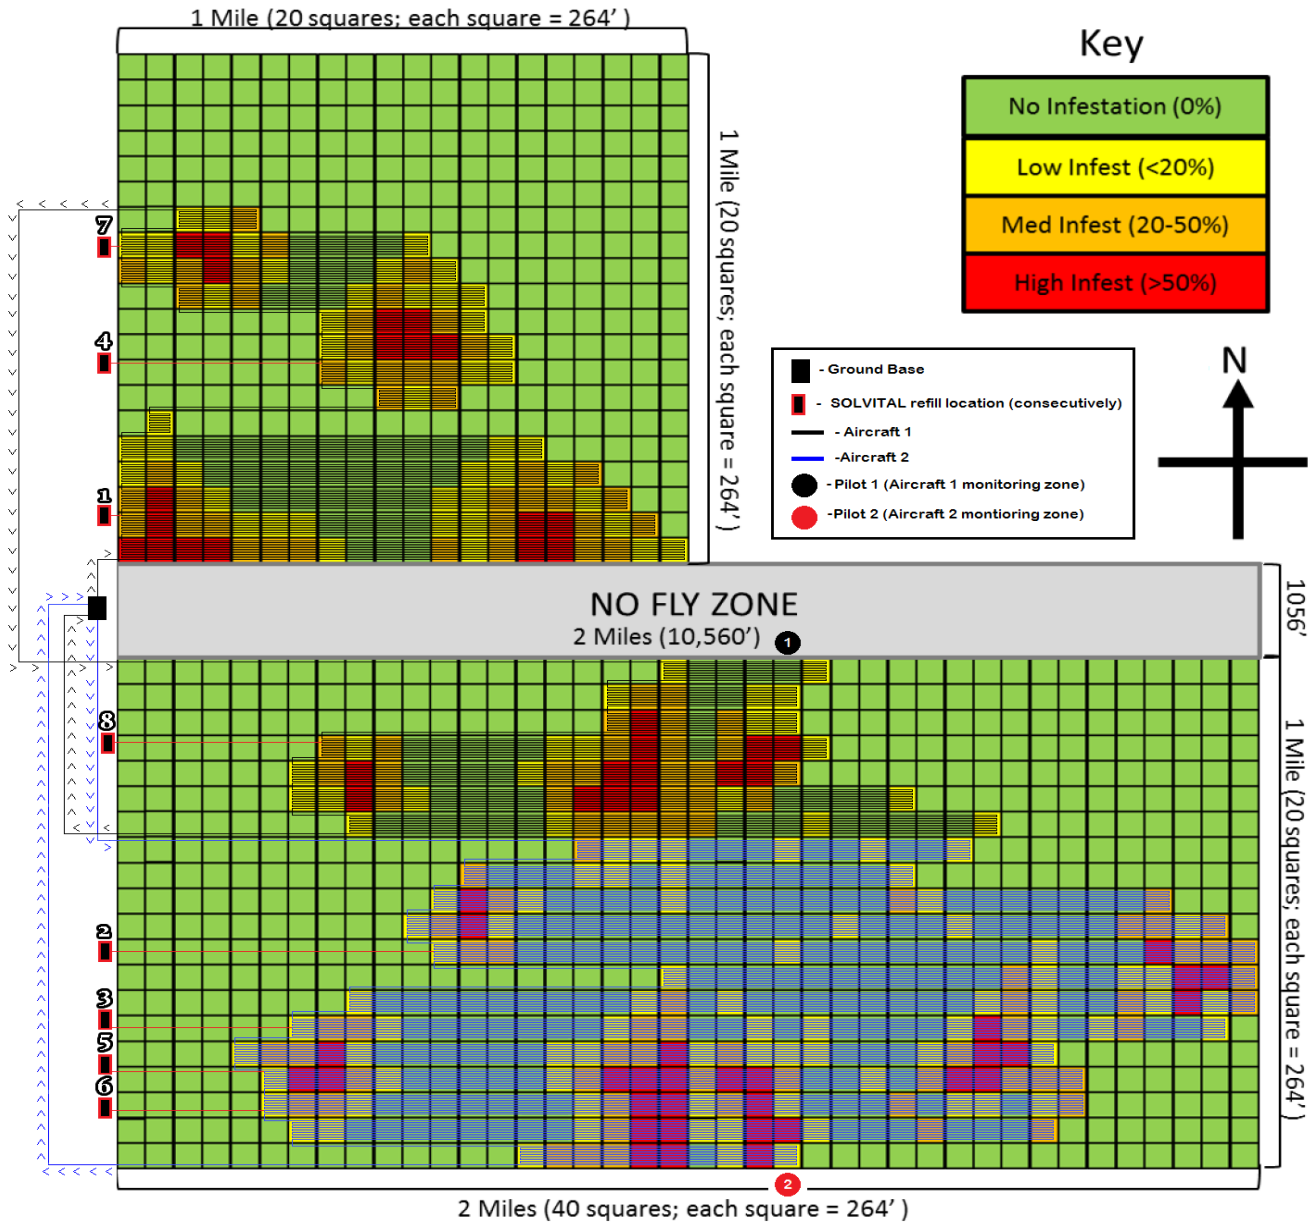 1 Mile (20 squares; each square = 264' )
Key
No Infestation (0%)
Low Infest (<20%)
Med Infest (20-50%)
High Infest (>50%)
1 Mile (20 squares; each square = 264')
7
4
1
N
- Ground Base
- SOLVITAL refill location (consecutively)
- Aircraft 1
-Aircraft 2
-Pilot 1 (Aircraft 1 monitoring zone)
-Pilot 2 (Aircraft 2 montioring zone)
NO FLY ZONE
2 Miles (10,560')
1
1056'
8
2
3
5
6
1 Mile (20 squares; each square = 264')
2
2 Miles (40 squares; each square = 264' )